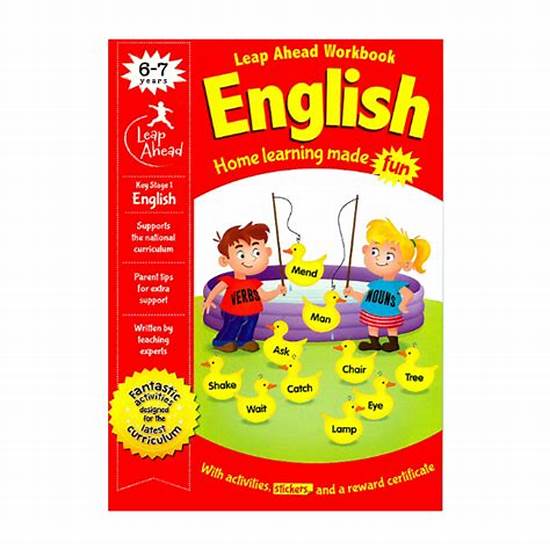 6-7
years
Leap
Ahead
Key Stage 1
English
Supports
the national
curriculum
Parent tips
for extra
support
Written by
teaching
experts
Fantastic
activities
designed
for the
latest
curriculum
Leap Ahead Workbook
English
Home learning made
fun
Mend
VERBS
NOUNS
Man
Ask
Shake
Catch
Chair
Tree
Wait
Eye
Lamp
With activities, stickers, and a reward certificate